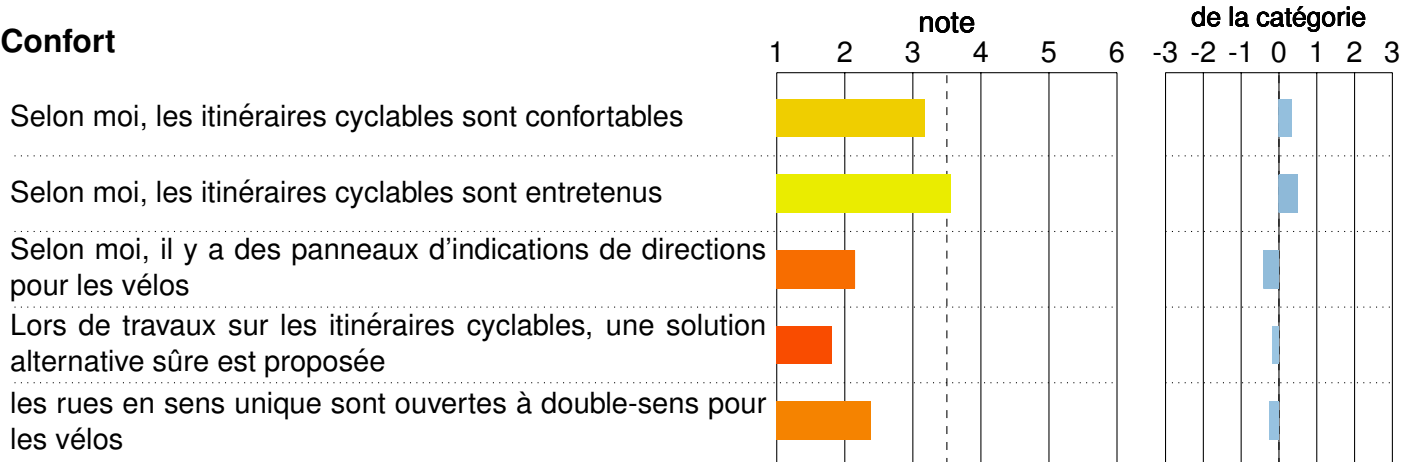 note
de la catégorie
Confort
1 2 3 4 5 6
-3 -2 -1 0 1 2 3
Selon moi, les itinéraires cyclables sont confortables
Selon moi, les itinéraires cyclables sont entretenus
Selon moi, il y a des panneaux d'indications de directions
pour les vélos
Lors de travaux sur les itinéraires cyclables, une solution
alternative sûre est proposée
les rues en sens unique sont ouvertes à double-sens pour
les vélos